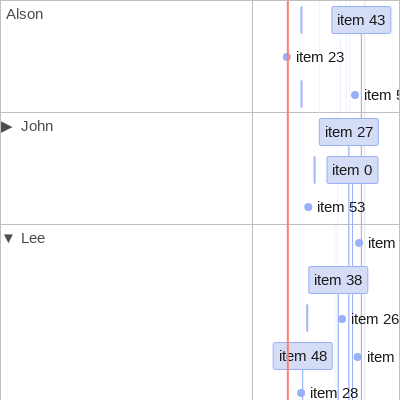 Alson
item 43
item 23
item 5
▶ John
item 27
item 0
item 53
▼ Lee
item
item 38
item 26
item 48
item
item 28